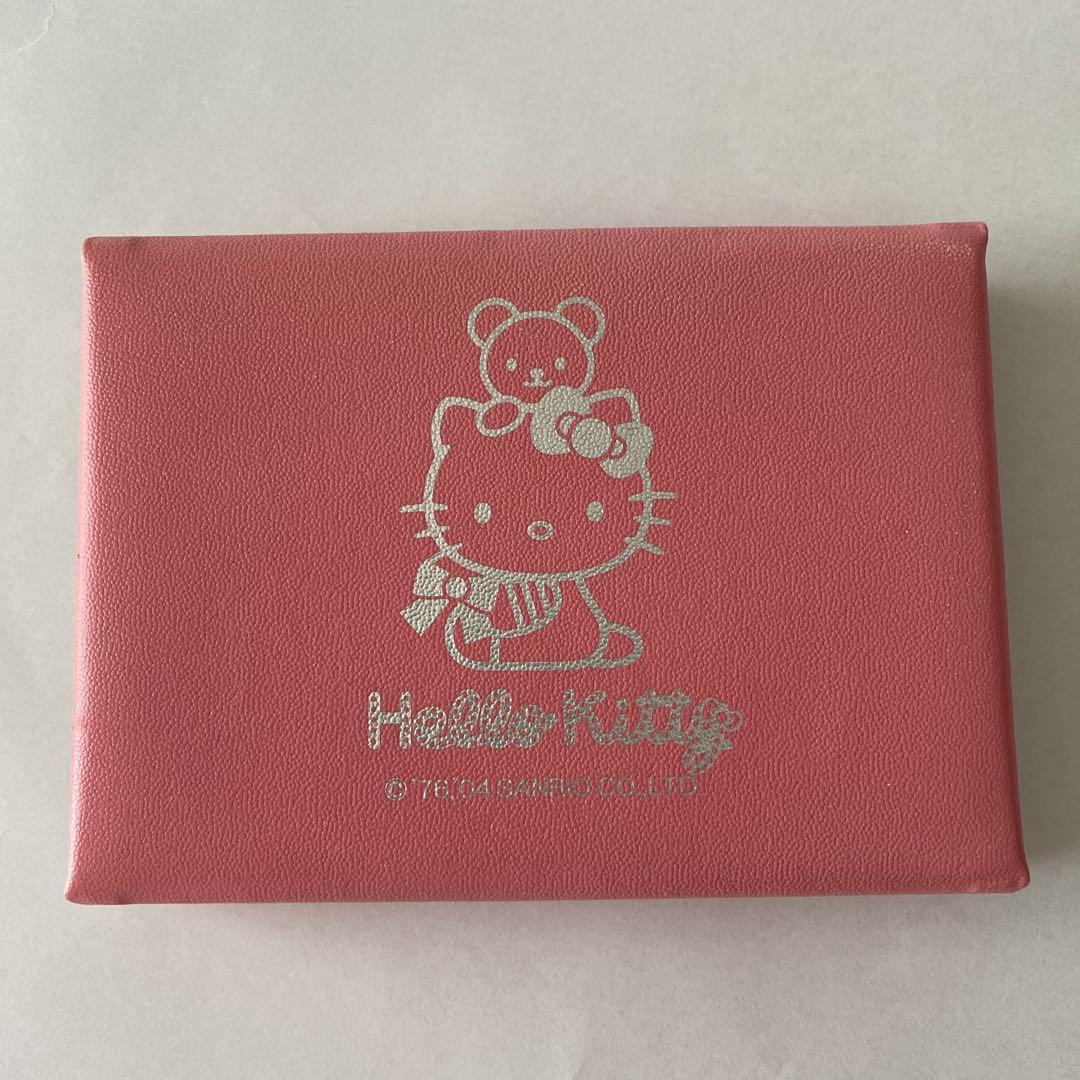 Hello Kitty
© '76,'04 SANRIO CO.,LTD.